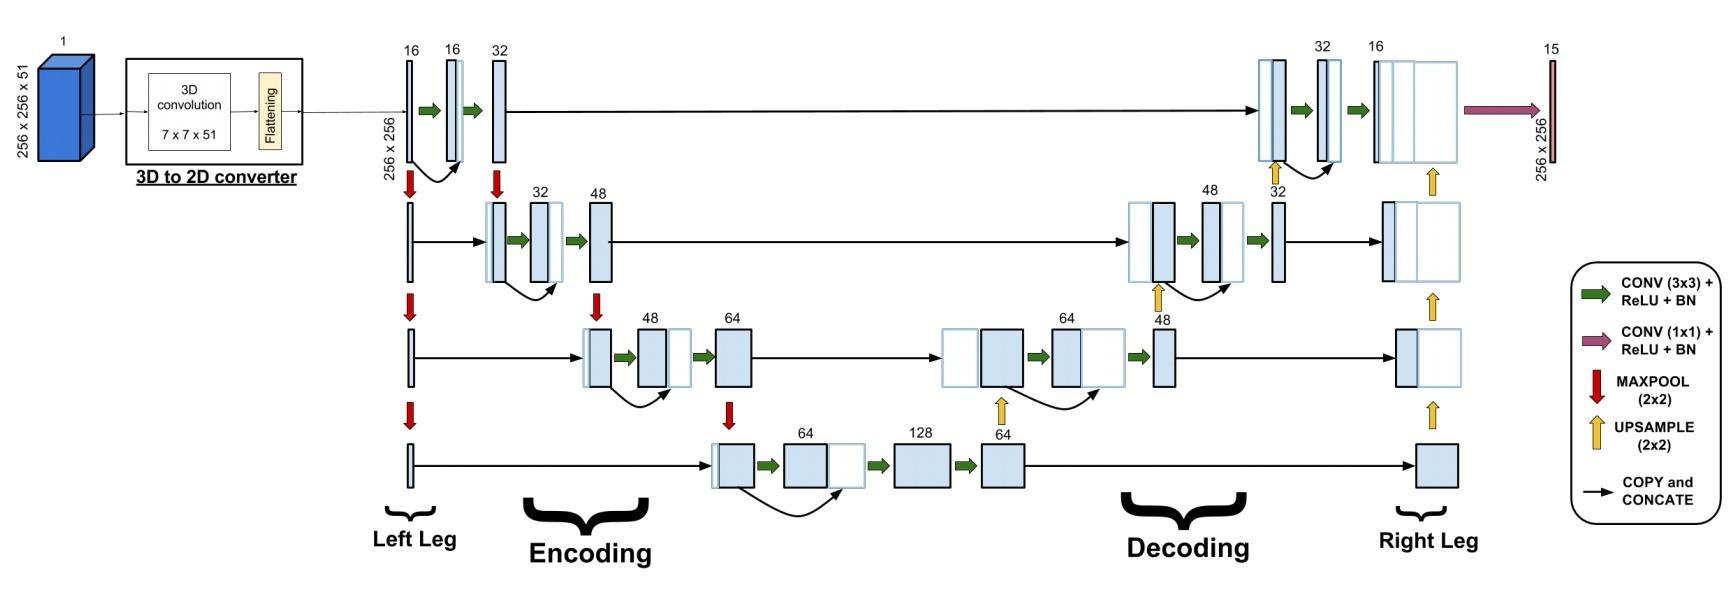 1
256 x 256 x 51
3D
convolution
7 x 7 x 51
Flattening
3D to 2D converter
16
16
32
256 x 256
32
16
15
256 x 256
32
48
48
32
48
64
64
48
64
128
64
Left Leg
Encoding
Decoding
Right Leg
CONV (3x3) +
ReLU + BN
CONV (1x1) +
ReLU + BN
MAXPOOL
(2x2)
UPSAMPLE
(2x2)
COPY and
CONCATE